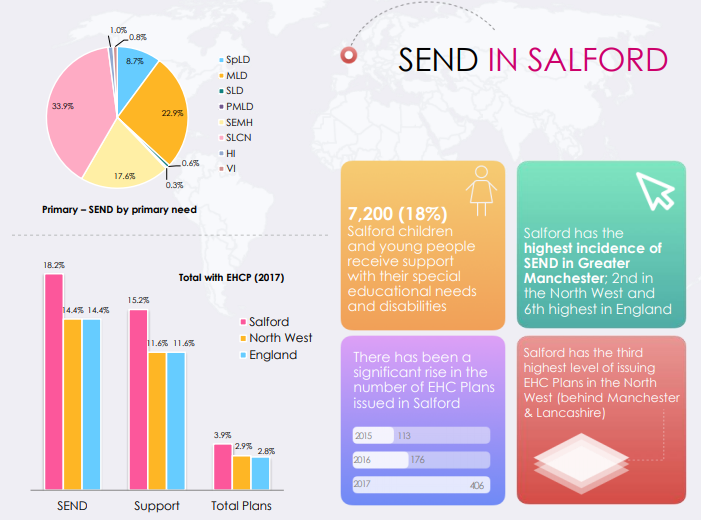 SEND IN SALFORD
1.0%
0.8%
8.7%
22.9%
0.6%
0.3%
17.6%
33.9%
SpLD
MLD
SLD
PMLD
SEMH
SLCN
HI
VI
Primary – SEND by primary need
Total with EHCP (2017)
18.2%
14.4%
14.4%
15.2%
11.6%
11.6%
3.9%
2.9%
2.8%
Salford
North West
England
SEND
Support
Total Plans
7,200 (18%)
Salford children
and young people
receive support
with their special
educational needs
and disabilities
Salford has the
highest incidence of
SEND in Greater
Manchester; 2nd in
the North West and
6th highest in England
There has been a
significant rise in the
number of EHC Plans
issued in Salford
2015 113
2016 176
2017 406
Salford has the third
highest level of issuing
EHC Plans in the North
West (behind Manchester
& Lancashire)